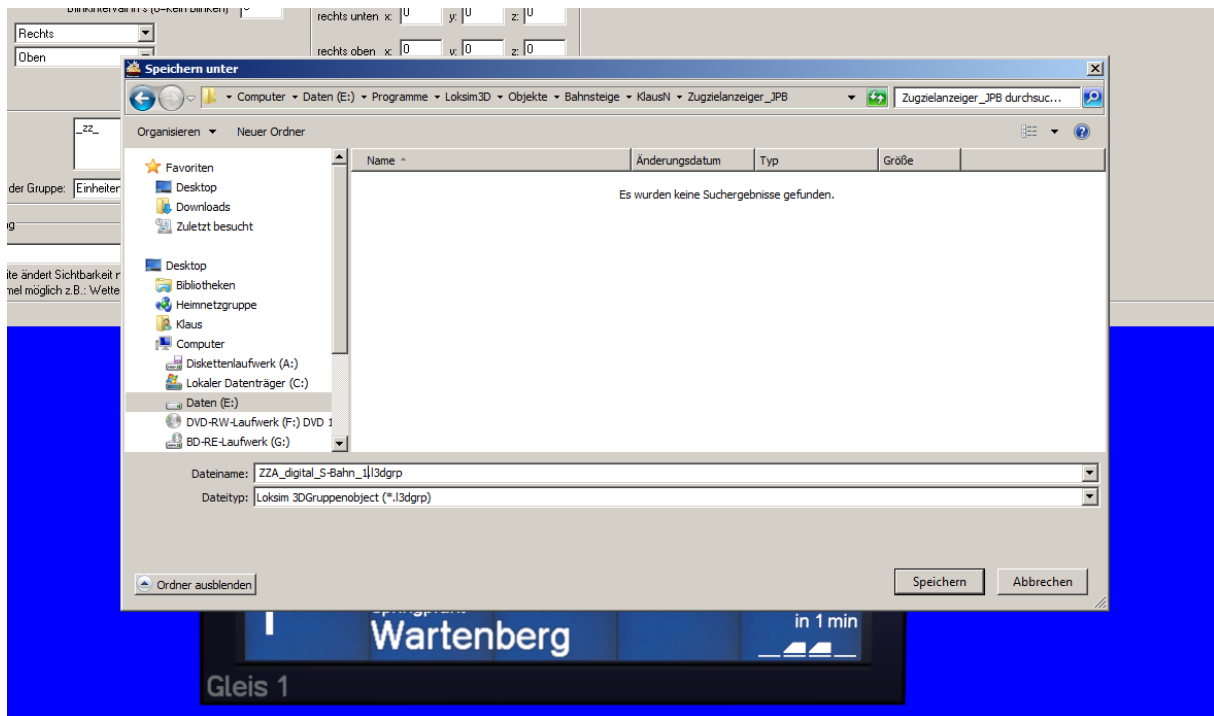 Blinkintervall in s (0=kein blinken) 0
rechts unten x: 0 y: 0 z: 0
Rechts
rechts oben x: 0 y: 0 z: 0
Oben
Speichern unter
Computer Daten (E:) Programme Loksim3D Objekte Bahnsteige KlausN Zugzielanzeiger_JPB
Zugzielanzeiger_JPB durchsuc...
Organisieren Neuer Ordner
_zz_
Name Änderungsdatum Typ Größe
Es wurden keine Suchergebnisse gefunden.
Favoriten
Desktop
Downloads
Zuletzt besucht
der Gruppe: Einheiten
Desktop
Bibliotheken
Heimnetzgruppe
Klaus
Computer
Diskettenlaufwerk (A:)
Lokaler Datenträger (C:)
Daten (E:)
DVD-RW-Laufwerk (F:) DVD
BD-RE-Laufwerk (G:)
ite ändert Sichtbarkeit
mel möglich z.B.: Wette
Dateiname: ZZA_digital_S-Bahn_1.l3dgrp
Dateityp: Loksim 3DGruppenobject (*.l3dgrp)
Ordner ausblenden
Speichern Abbrechen
1
Wartenberg
in 1 min
Gleis 1